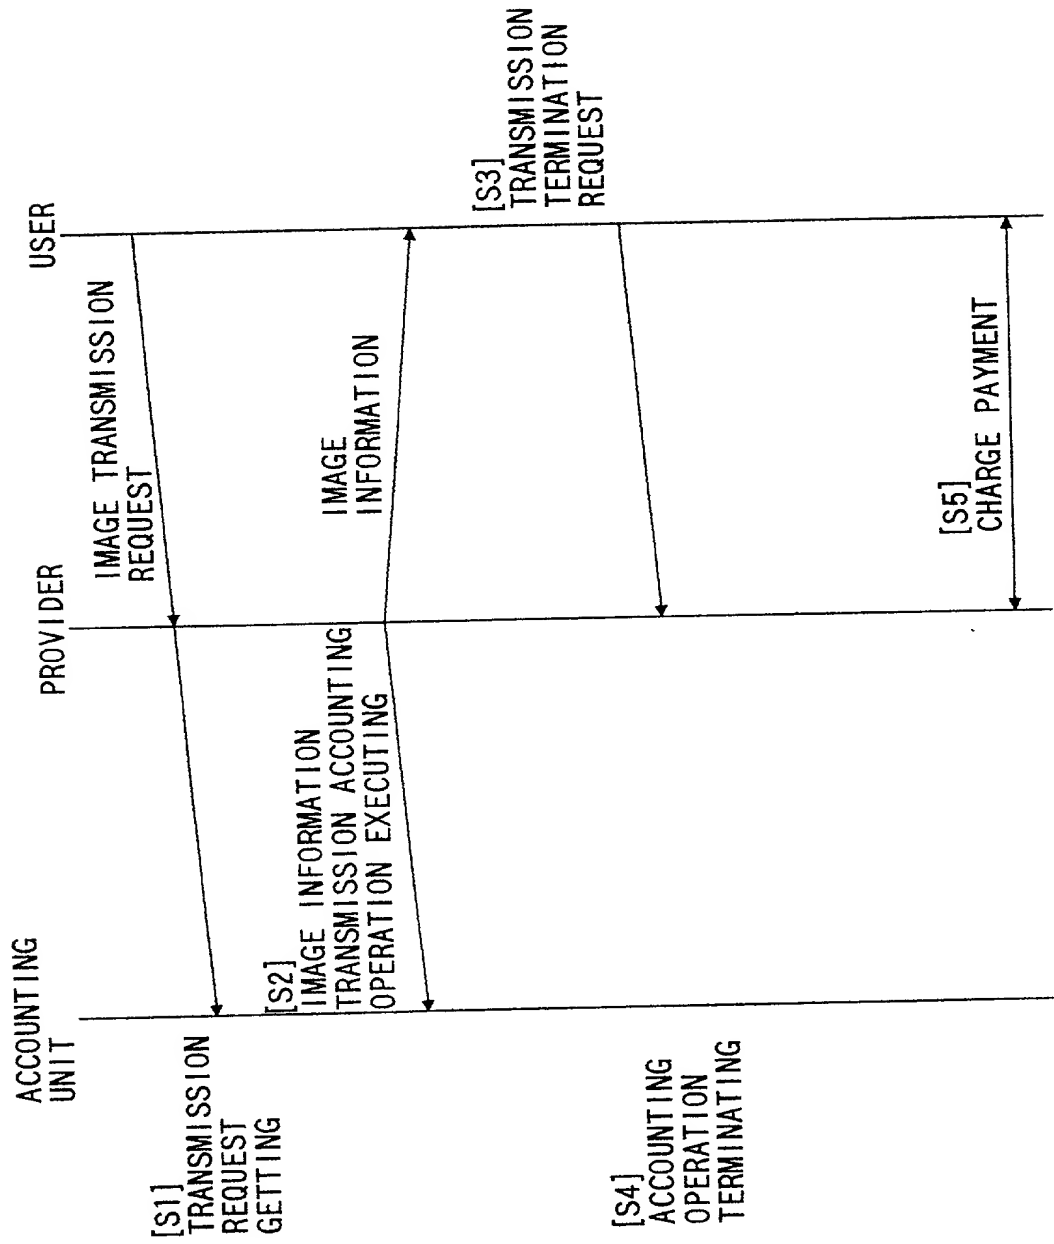 ACCOUNTING
UNIT
PROVIDER
USER
[S1]
TRANSMISSION
REQUEST
GETTING
IMAGE TRANSMISSION
REQUEST
[S2]
IMAGE INFORMATION
TRANSMISSION ACCOUNTING
OPERATION EXECUTING
IMAGE
INFORMATION
[S3]
TRANSMISSION
TERMINATION
REQUEST
[S4]
ACCOUNTING
OPERATION
TERMINATING
[S5]
CHARGE PAYMENT